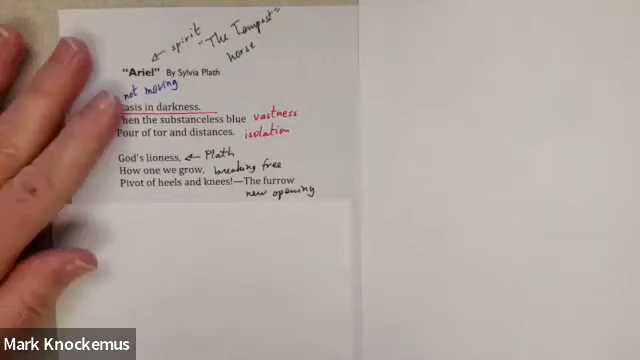 spirit "The Tempest"
horse
"Ariel" By Sylvia Plath
not moving
asis in darkness.
hen the substanceless blue vastness
Pour of tor and distances. isolation
God's lioness, ← Plath
How one we grow, breaking free
Pivot of heels and knees!—The furrow
new opening
Mark Knockemus